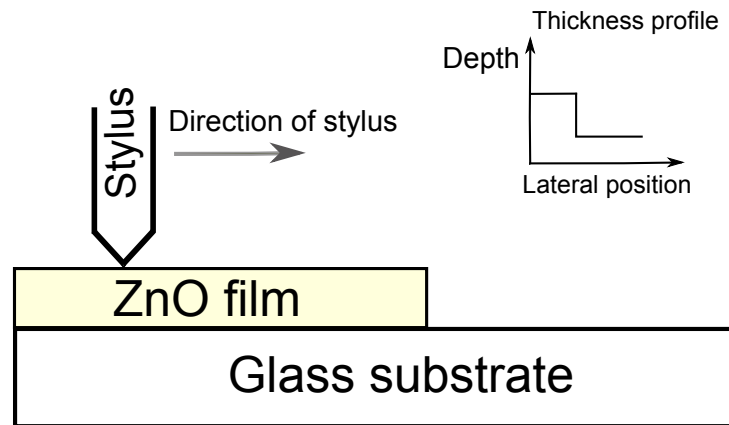 Thickness profile
Depth
Lateral position
Stylus
Direction of stylus
ZnO film
Glass substrate